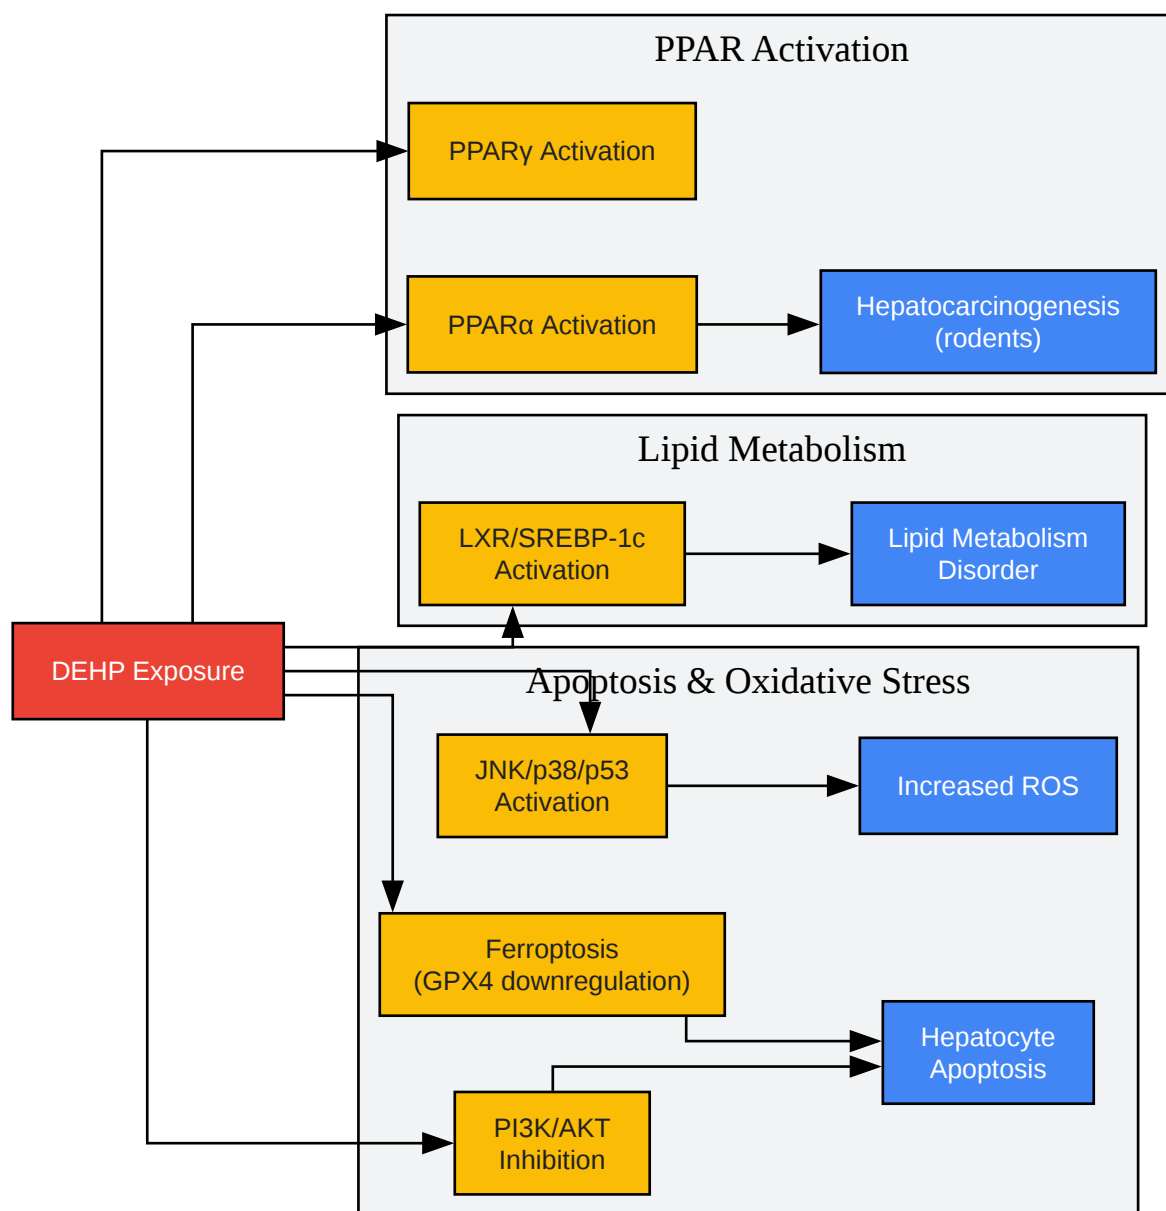 PPAR Activation
PPARγ Activation
PPARα Activation
Hepatocarcinogenesis
(rodents)
Lipid Metabolism
LXR/SREBP-1c
Activation
Lipid Metabolism
Disorder
DEHP Exposure
Apoptosis & Oxidative Stress
JNK/p38/p53
Activation
Increased ROS
Ferroptosis
(GPX4 downregulation)
Hepatocyte
Apoptosis
PI3K/AKT
Inhibition